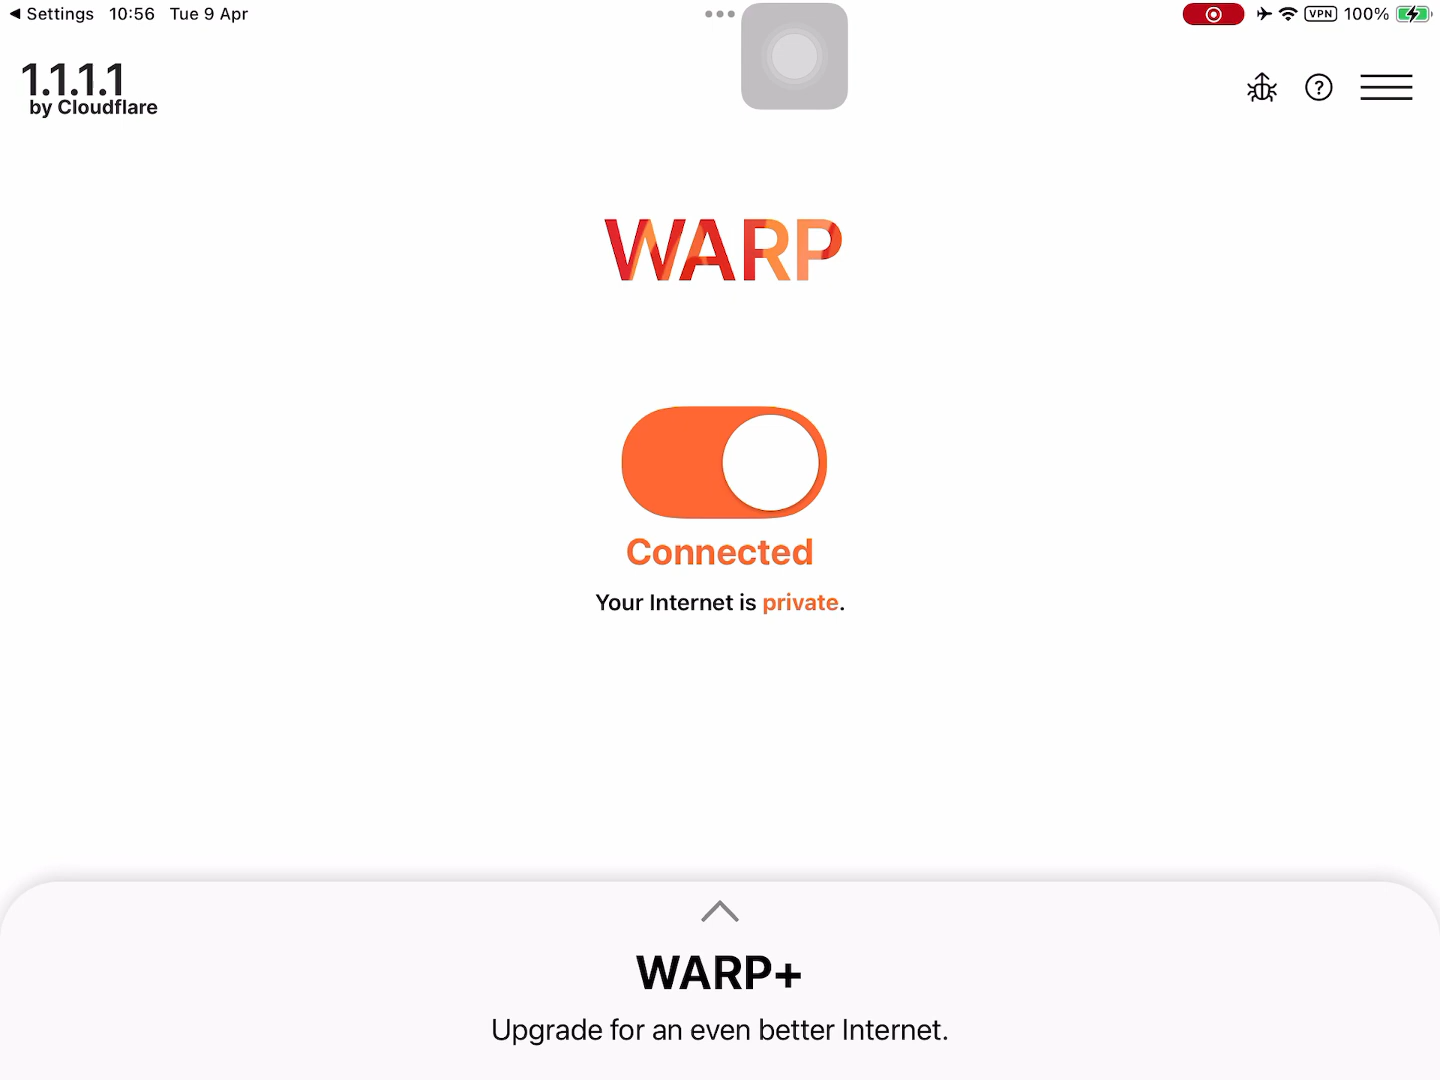 Settings 10:56 Tue 9 Apr VPN 100%
1.1.1.1
by Cloudflare
WARP
Connected
Your Internet is private.
WARP+
Upgrade for an even better Internet.